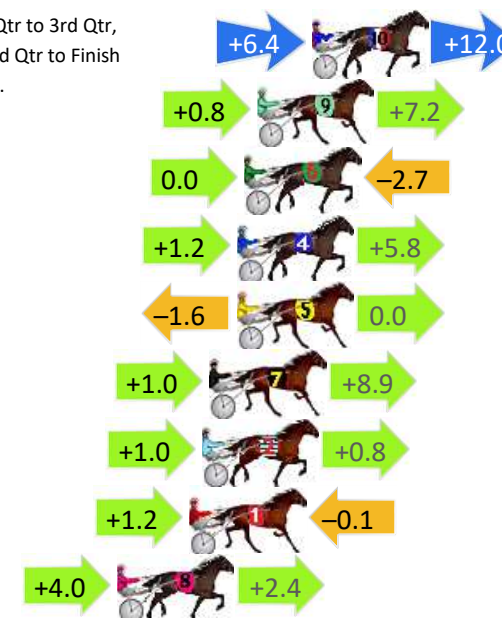 Qtr to 3rd Qtr,
d Qtr to Finish
.
+6.4 10 +12.0
+0.8 9 +7.2
0.0 –2.7
+1.2 4 +5.8
–1.6 5 0.0
+1.0 7 +8.9
+1.0 2 +0.8
+1.2 1 –0.1
+4.0 8 +2.4